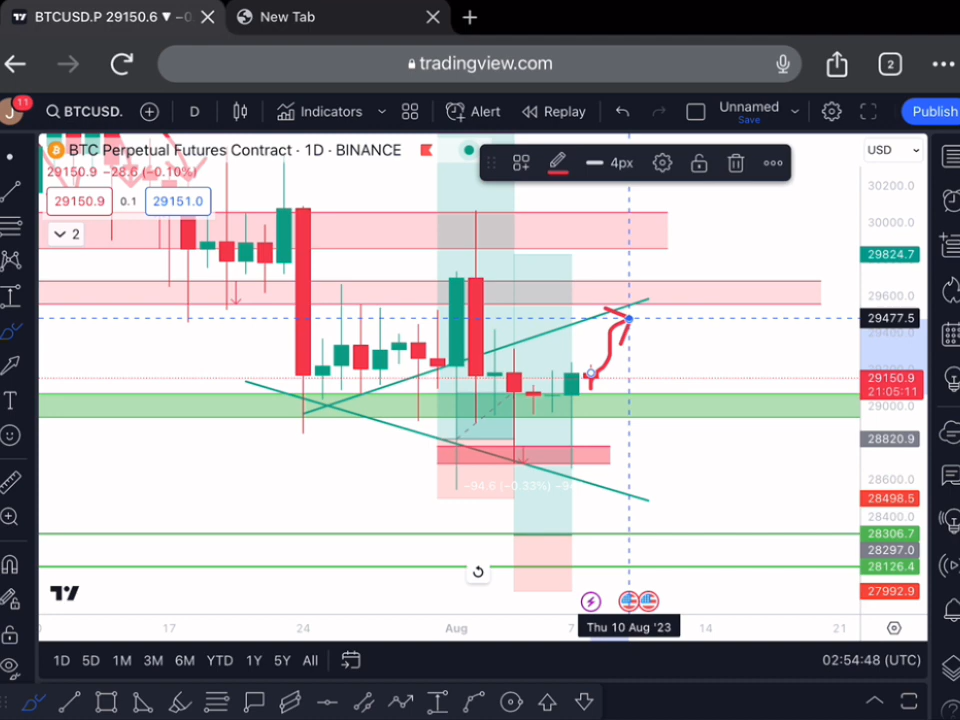 BTCUSD.P 29150.6 ▼ −0
New Tab
tradingview.com
2
11
J
BTCUSD.
D
Indicators
Alert
Replay
Unnamed
Save
Publish
BTC Perpetual Futures Contract · 1D · BINANCE
29150.9 −28.6 (−0.10%)
29150.9
0.1
29151.0
2
4px
USD
30200.0
30000.0
29824.7
29600.0
29477.5
29400.0
29150.9
21:05:11
29000.0
28820.9
28600.0
28498.5
28400.0
28306.7
28297.0
28126.4
27992.9
−94.6 (−0.33%) −9
17
24
Aug
7
Thu 10 Aug '23
14
21
1D 5D 1M 3M 6M YTD 1Y 5Y All
02:54:48 (UTC)